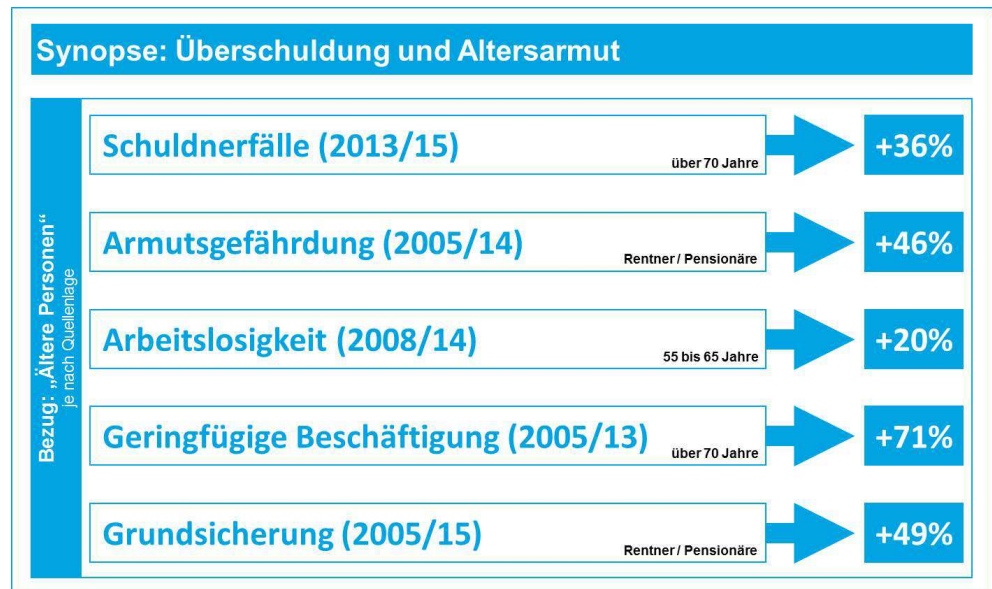 Synopse: Überschuldung und Altersarmut
Bezug: „Ältere Personen“
je nach Quellenlage
Schuldnerfälle (2013/15)
über 70 Jahre
+36%
Armutsgefährdung (2005/14)
Rentner / Pensionäre
+46%
Arbeitslosigkeit (2008/14)
55 bis 65 Jahre
+20%
Geringfügige Beschäftigung (2005/13)
über 70 Jahre
+71%
Grundsicherung (2005/15)
Rentner / Pensionäre
+49%